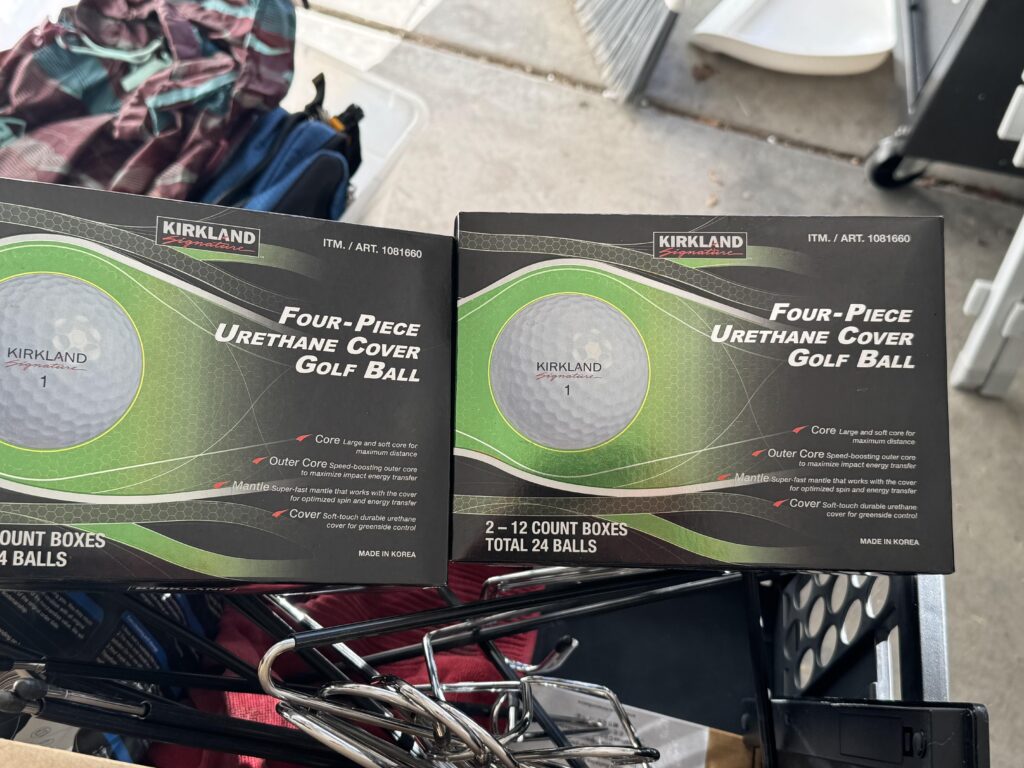 KIRKLAND
Signature
ITM. / ART. 1081660
FOUR-PIECE
URETHANE COVER
GOLF BALL
KIRKLAND
Signature
1
Core Large and soft core for
maximum distance
Outer Core Speed-boosting outer core
to maximize impact energy transfer
Mantle Super-fast mantle that works with the cover
for optimized spin and energy transfer
Cover Soft-touch durable urethane
cover for greenside control
OUNT BOXES
4 BALLS
MADE IN KOREA
KIRKLAND
Signature
ITM. / ART. 1081660
FOUR-PIECE
URETHANE COVER
GOLF BALL
KIRKLAND
Signature
1
Core Large and soft core for
maximum distance
Outer Core Speed-boosting outer core
to maximize impact energy transfer
Mantle Super-fast mantle that works with the cover
for optimized spin and energy transfer
Cover Soft-touch durable urethane
cover for greenside control
2 – 12 COUNT BOXES
TOTAL 24 BALLS
MADE IN KOREA